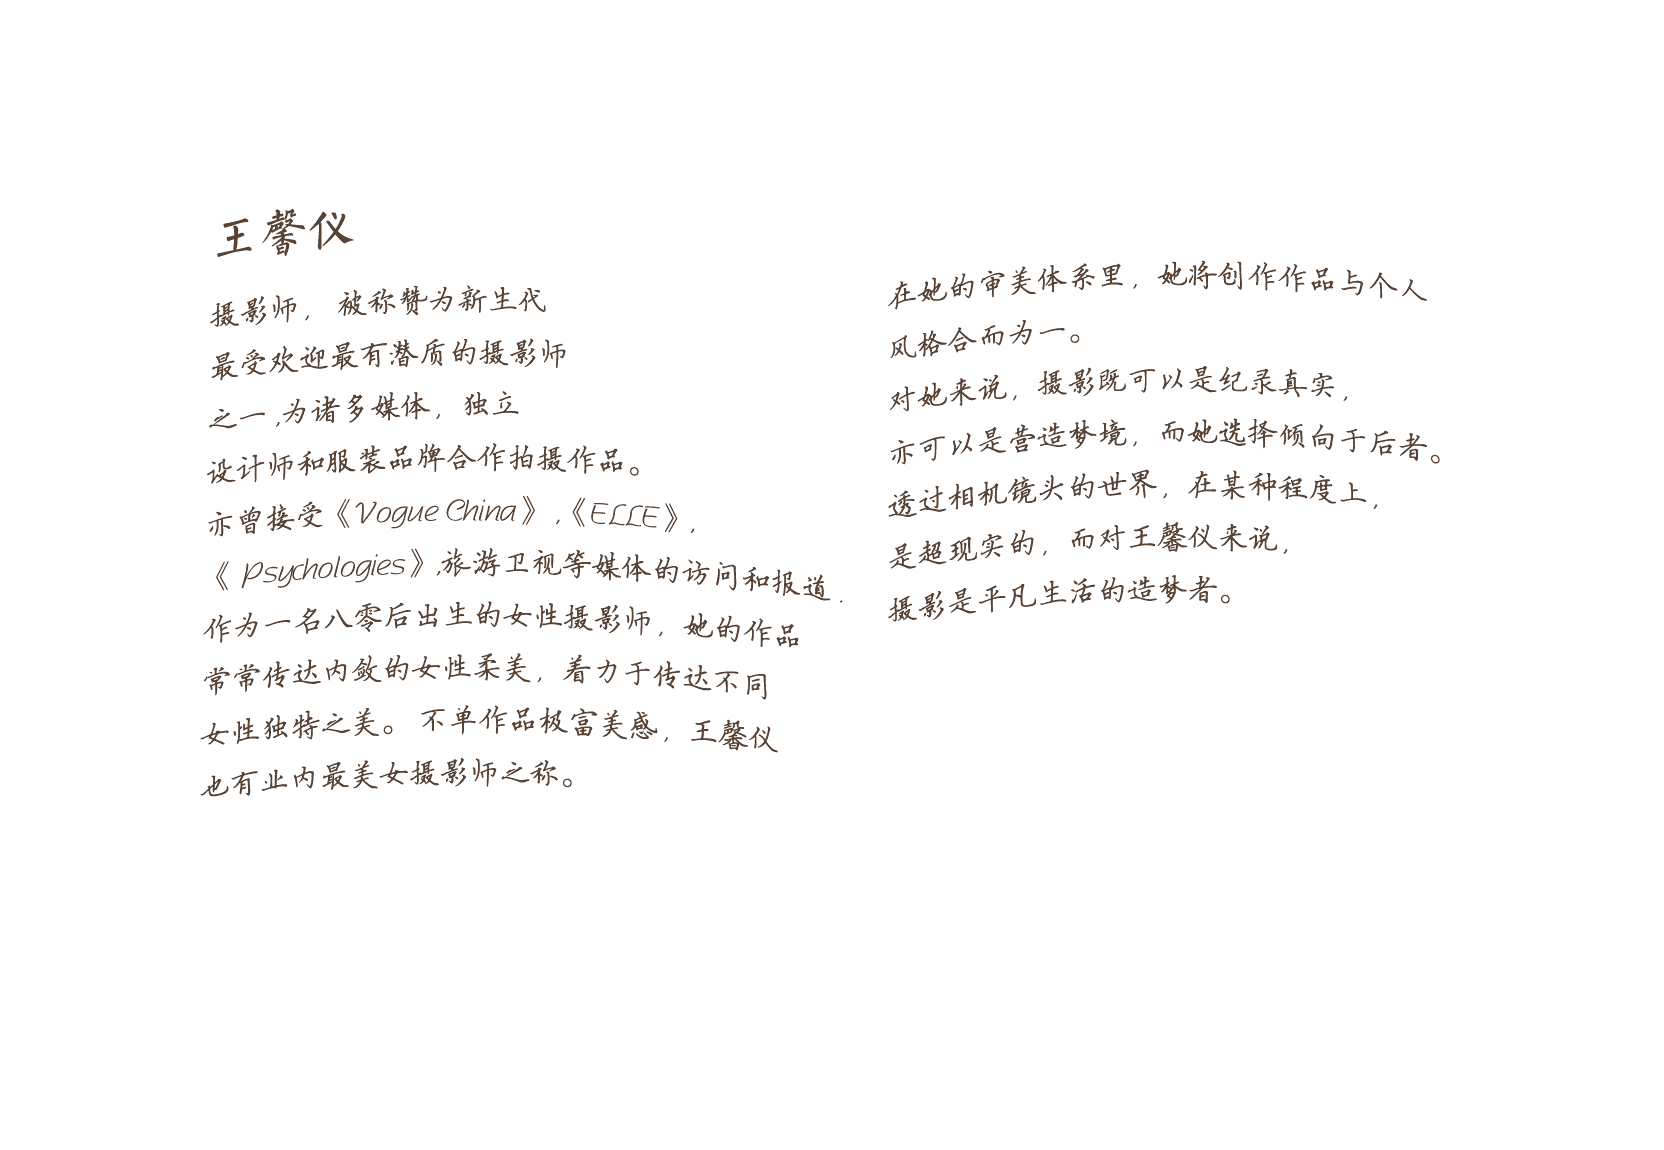 王馨仪
摄影师， 被称赞为新生代
最受欢迎最有潜质的摄影师
之一 ,为诸多媒体，独立
设计师和服装品牌合作拍摄作品。
亦曾接受《Vogue China》,《ELLE》,
《 Psychologies》,旅游卫视等媒体的访问和报道 .
作为一名八零后出生的女性摄影师，她的作品
常常传达内敛的女性柔美，着力于传达不同
女性独特之美。 不单作品极富美感，王馨仪
也有业内最美女摄影师之称。
在她的审美体系里，她将创作作品与个人
风格合而为一。
对她来说，摄影既可以是纪录真实，
亦可以是营造梦境，而她选择倾向于后者。
透过相机镜头的世界，在某种程度上，
是超现实的，而对王馨仪来说，
摄影是平凡生活的造梦者。